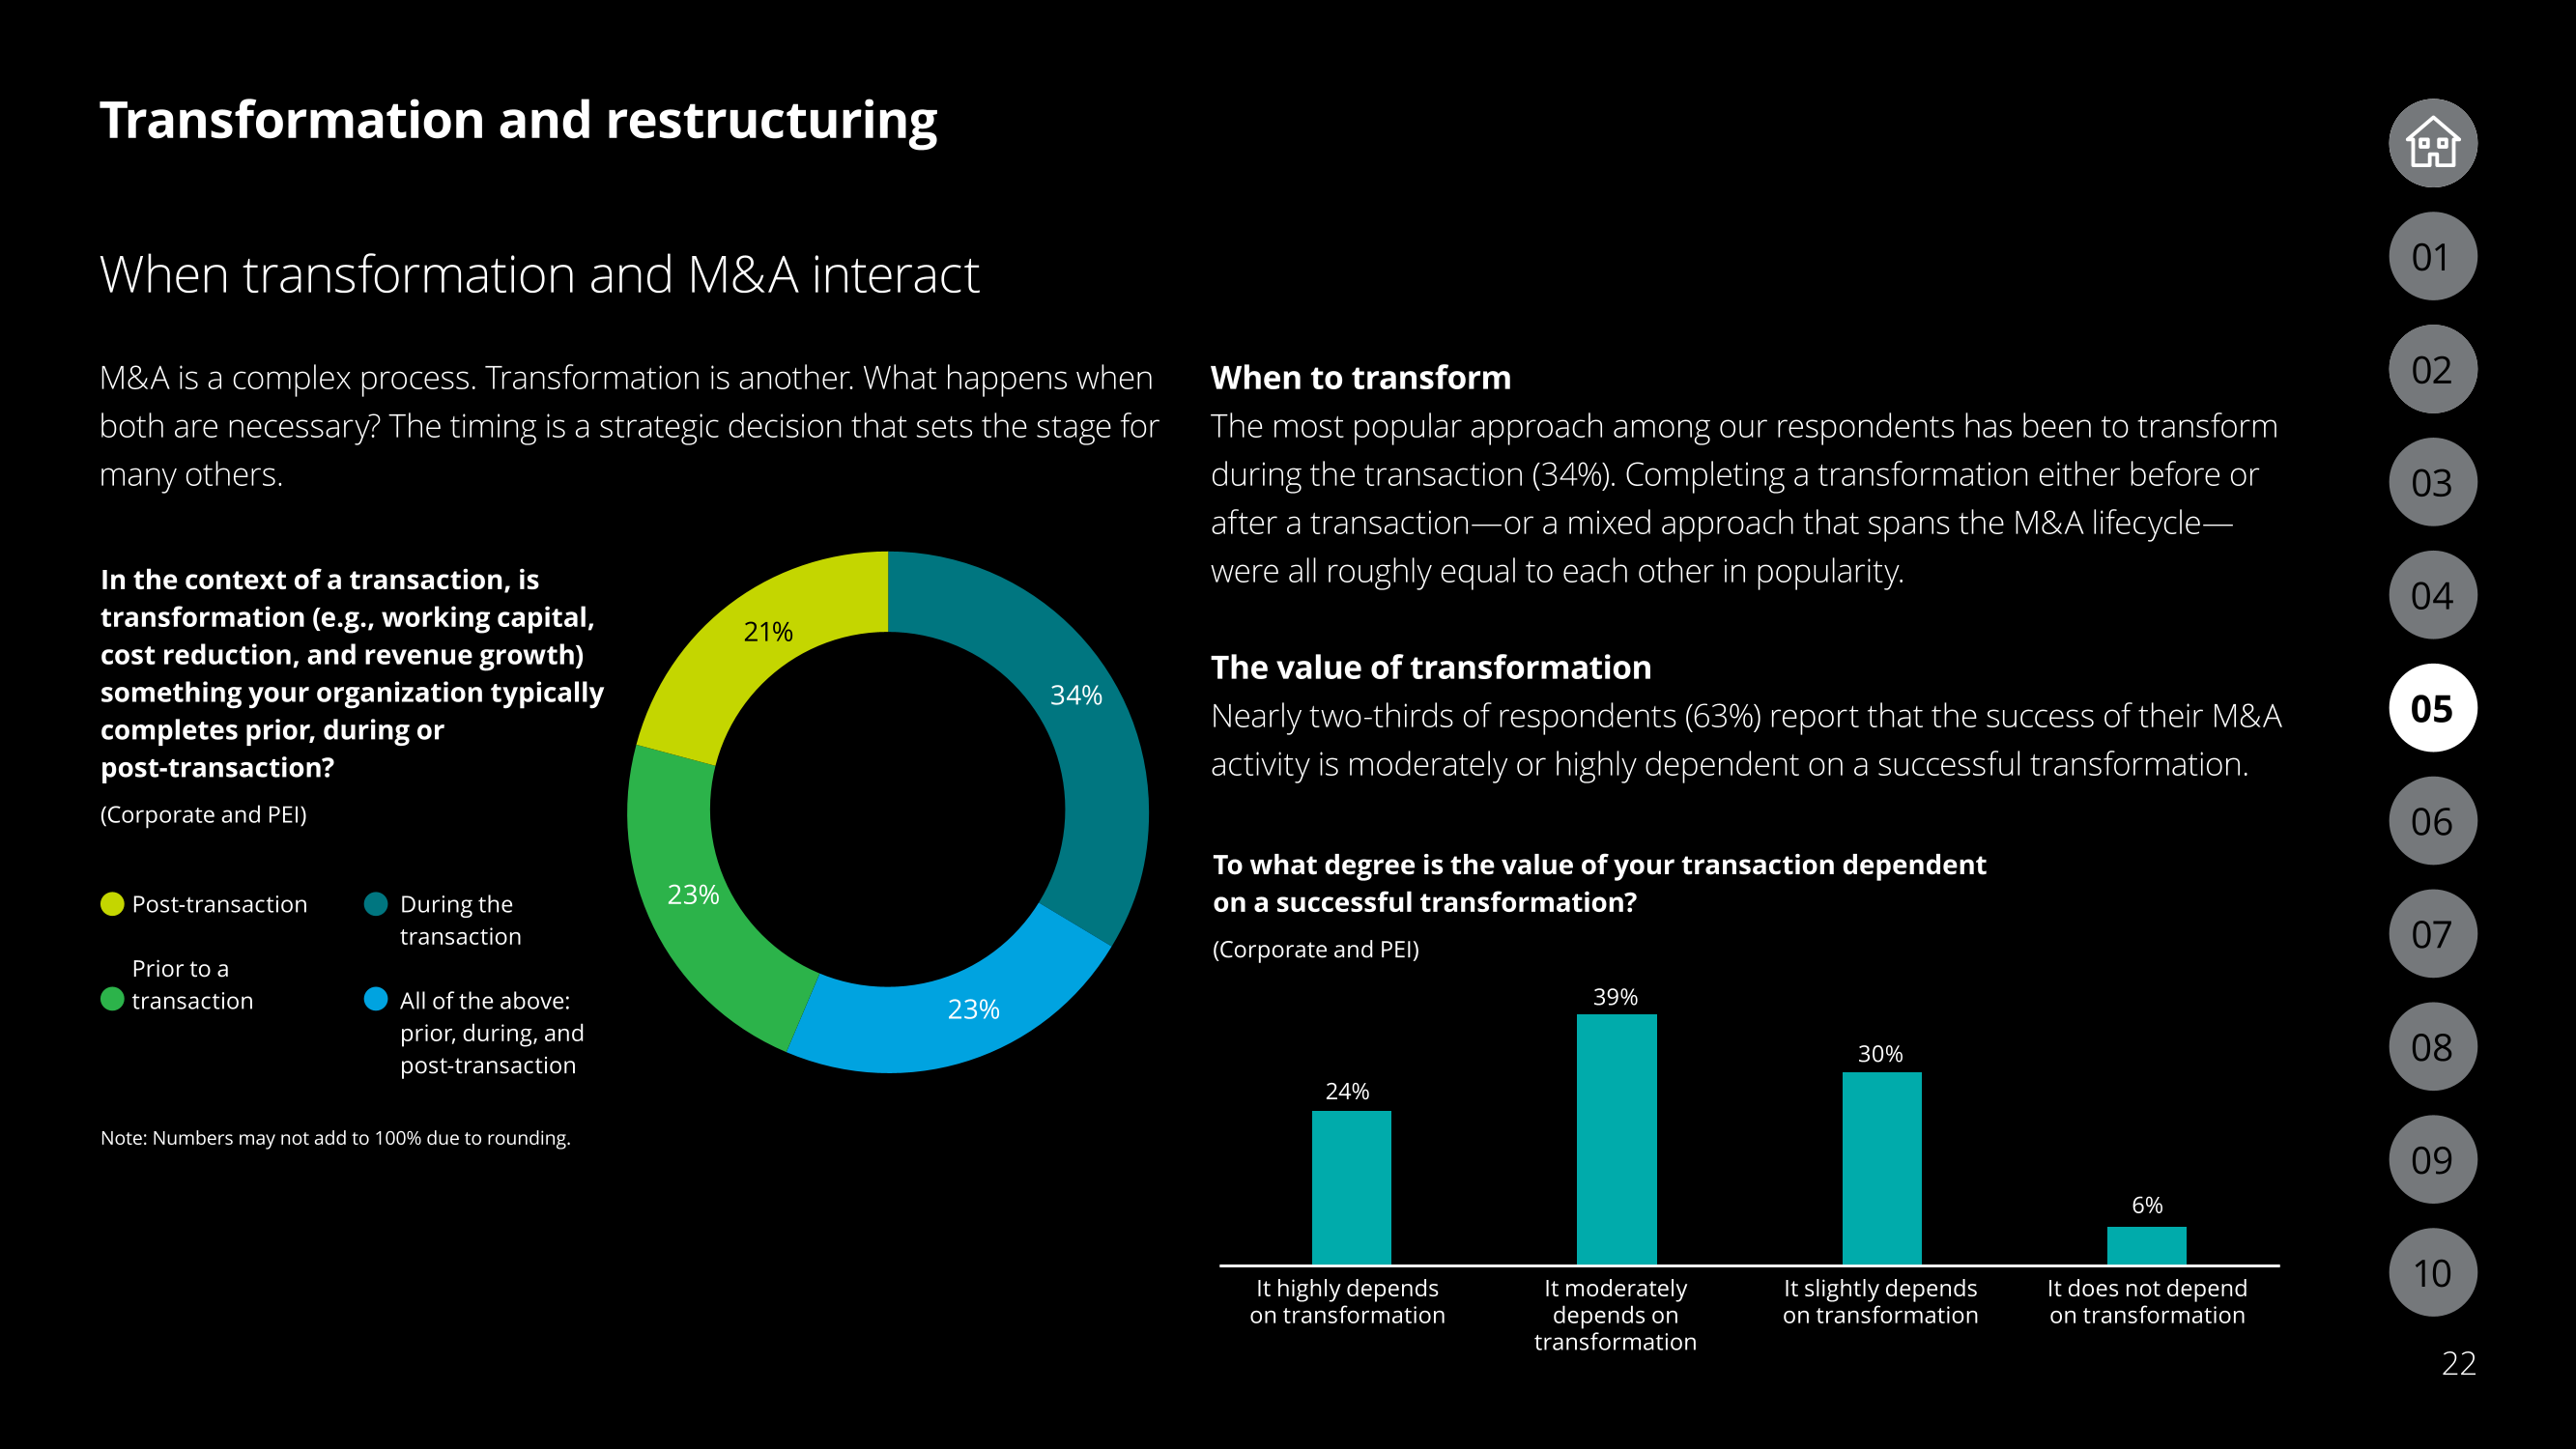 Transformation and restructuring
When transformation and M&A interact
M&A is a complex process. Transformation is another. What happens when
both are necessary? The timing is a strategic decision that sets the stage for
many others.
In the context of a transaction, is
transformation (e.g., working capital,
cost reduction, and revenue growth)
something your organization typically
completes prior, during or
post-transaction?
(Corporate and PEI)
Post-transaction
During the
transaction
Prior to a
transaction
All of the above:
prior, during, and
post-transaction
21%
34%
23%
23%
Note: Numbers may not add to 100% due to rounding.
When to transform
The most popular approach among our respondents has been to transform
during the transaction (34%). Completing a transformation either before or
after a transaction—or a mixed approach that spans the M&A lifecycle—
were all roughly equal to each other in popularity.
The value of transformation
Nearly two-thirds of respondents (63%) report that the success of their M&A
activity is moderately or highly dependent on a successful transformation.
To what degree is the value of your transaction dependent
on a successful transformation?
(Corporate and PEI)
24%
39%
30%
6%
It highly depends
on transformation
It moderately
depends on
transformation
It slightly depends
on transformation
It does not depend
on transformation
01
02
03
04
05
06
07
08
09
10
22